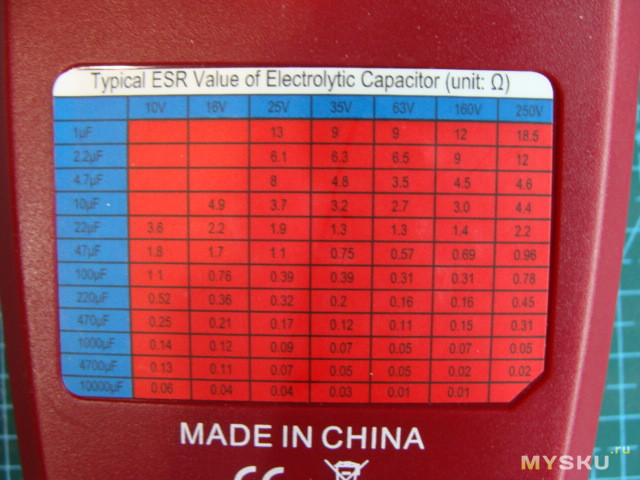 Typical ESR Value of Electrolytic Capacitor (unit: Ω)
10V 16V 25V 35V 63V 160V 250V
1μF 13 9 9 12 18.5
2.2μF 6.1 6.3 6.5 9 12
4.7μF 8 4.8 3.5 4.5 4.6
10μF 4.9 3.7 3.2 2.7 3.0 4.4
22μF 3.6 2.2 1.9 1.3 1.3 1.4 2.2
47μF 1.8 1.7 1.1 0.75 0.57 0.69 0.96
100μF 1.1 0.76 0.39 0.39 0.31 0.31 0.78
220μF 0.52 0.36 0.32 0.2 0.16 0.16 0.45
470μF 0.25 0.21 0.17 0.12 0.11 0.15 0.31
1000μF 0.14 0.12 0.09 0.07 0.05 0.07 0.05
4700μF 0.13 0.11 0.07 0.05 0.05 0.02 0.02
10000μF 0.06 0.04 0.04 0.03 0.01 0.01
MADE IN CHINA
CE
MYSKU.ru